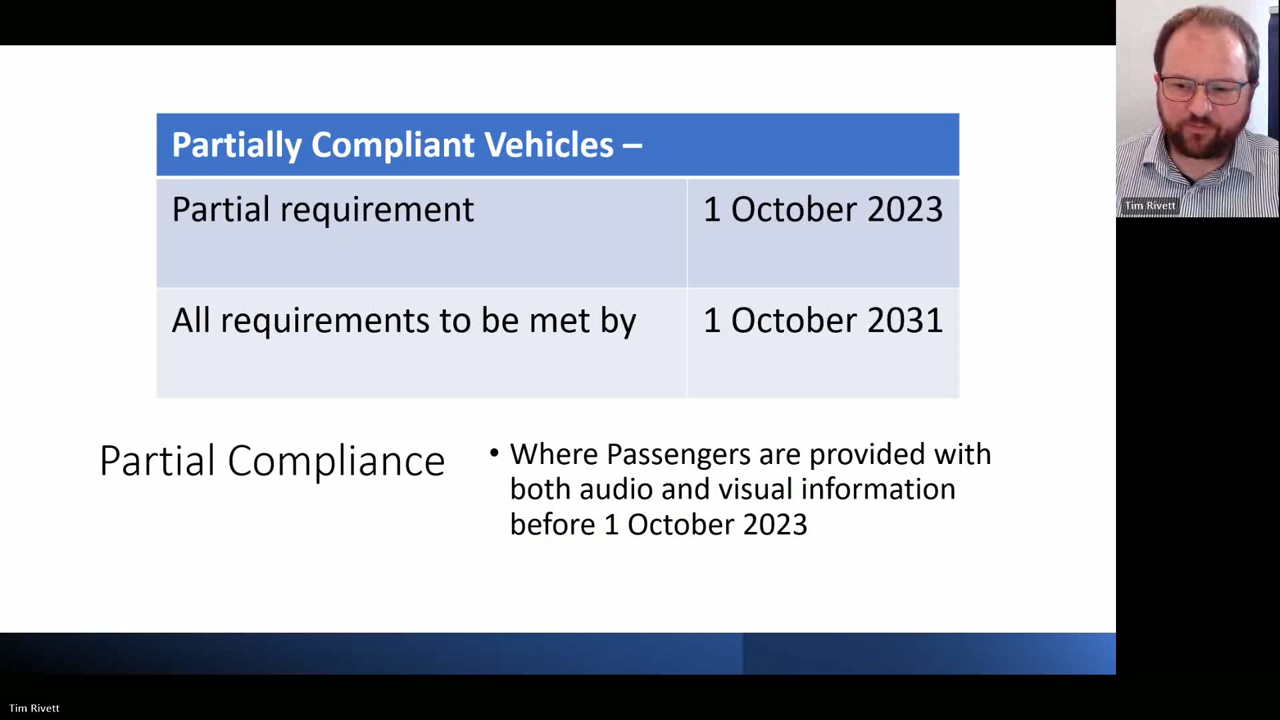 Partially Compliant Vehicles –
Partial requirement
1 October 2023
All requirements to be met by
1 October 2031
Partial Compliance
• Where Passengers are provided with
both audio and visual information
before 1 October 2023
Tim Rivett
Tim Rivett